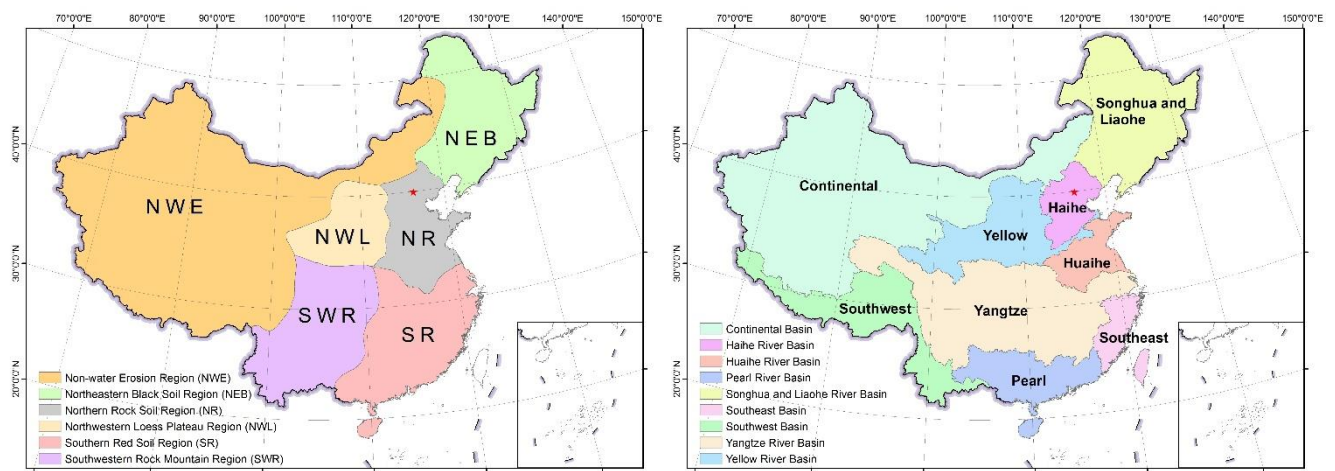 70°0'0"E 80°0'0"E 90°0'0"E 100°0'0"E 110°0'0"E 120°0'0"E 130°0'0"E 140°0'0"E 150°0'0"E
40°0'0"N
30°0'0"N
20°0'0"N
NEB
NWE
NWL
NR
SWR
SR
Non-water Erosion Region (NWE)
Northeastern Black Soil Region (NEB)
Northern Rock Soil Region (NR)
Northwestern Loess Plateau Region (NWL)
Southern Red Soil Region (SR)
Southwestern Rock Mountain Region (SWR)
70°0'0"E 80°0'0"E 90°0'0"E 100°0'0"E 110°0'0"E 120°0'0"E 130°0'0"E 140°0'0"E 150°0'0"E
40°0'0"N
30°0'0"N
20°0'0"N
Songhua and
Liaohe
Continental
Haihe
Yellow
Huaihe
Southwest
Yangtze
Southeast
Pearl
Continental Basin
Haihe River Basin
Huaihe River Basin
Pearl River Basin
Songhua and Liaohe River Basin
Southeast Basin
Southwest Basin
Yangtze River Basin
Yellow River Basin